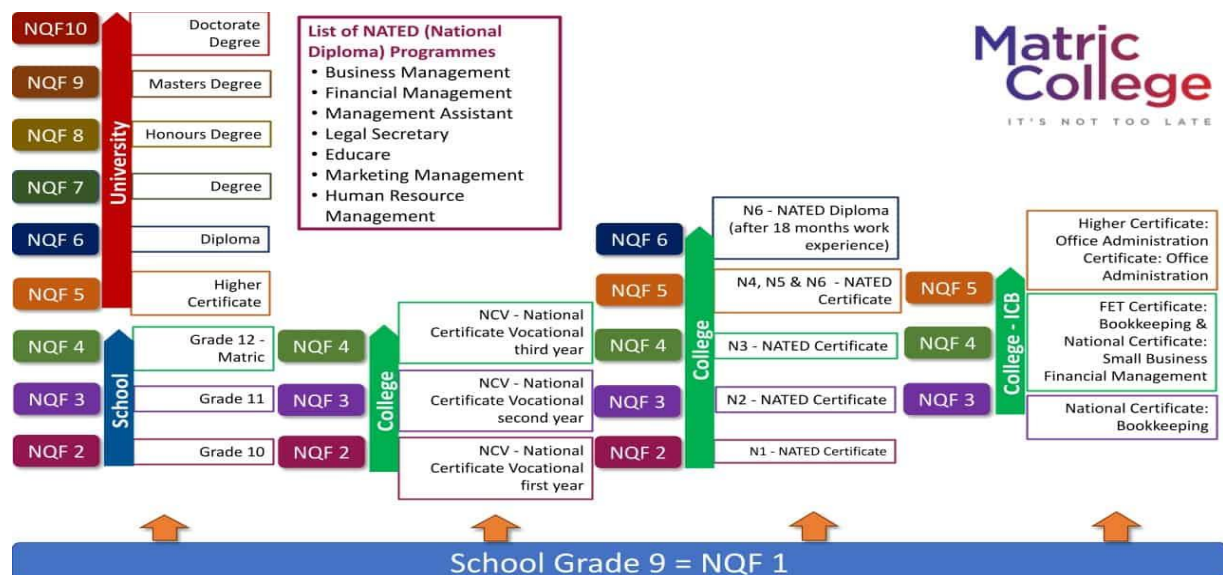 NQF10
Doctorate
Degree
NQF 9
Masters Degree
NQF 8
Honours Degree
NQF 7
Degree
NQF 6
Diploma
NQF 5
Higher
Certificate
University
NQF 4
Grade 12 -
Matric
NQF 3
Grade 11
NQF 2
Grade 10
School
List of NATED (National
Diploma) Programmes
• Business Management
• Financial Management
• Management Assistant
• Legal Secretary
• Educare
• Marketing Management
• Human Resource
Management
Matric
College
IT'S NOT TOO LATE
NQF 4
NCV - National
Certificate Vocational
third year
NQF 3
NCV - National
Certificate Vocational
second year
NQF 2
NCV - National
Certificate Vocational
first year
College
NQF 6
N6 - NATED Diploma
(after 18 months work
experience)
NQF 5
N4, N5 & N6 - NATED
Certificate
NQF 4
N3 - NATED Certificate
NQF 3
N2 - NATED Certificate
NQF 2
N1 - NATED Certificate
College
NQF 5
Higher Certificate:
Office Administration
Certificate: Office
Administration
NQF 4
FET Certificate:
Bookkeeping &
National Certificate:
Small Business
Financial Management
NQF 3
National Certificate:
Bookkeeping
College - ICB
School Grade 9 = NQF 1